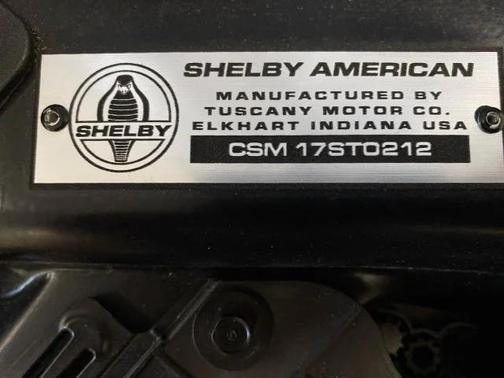 SHELBY
SHELBY AMERICAN
MANUFACTURED BY
TUSCANY MOTOR CO.
ELKHART INDIANA USA
CSM 17ST0212